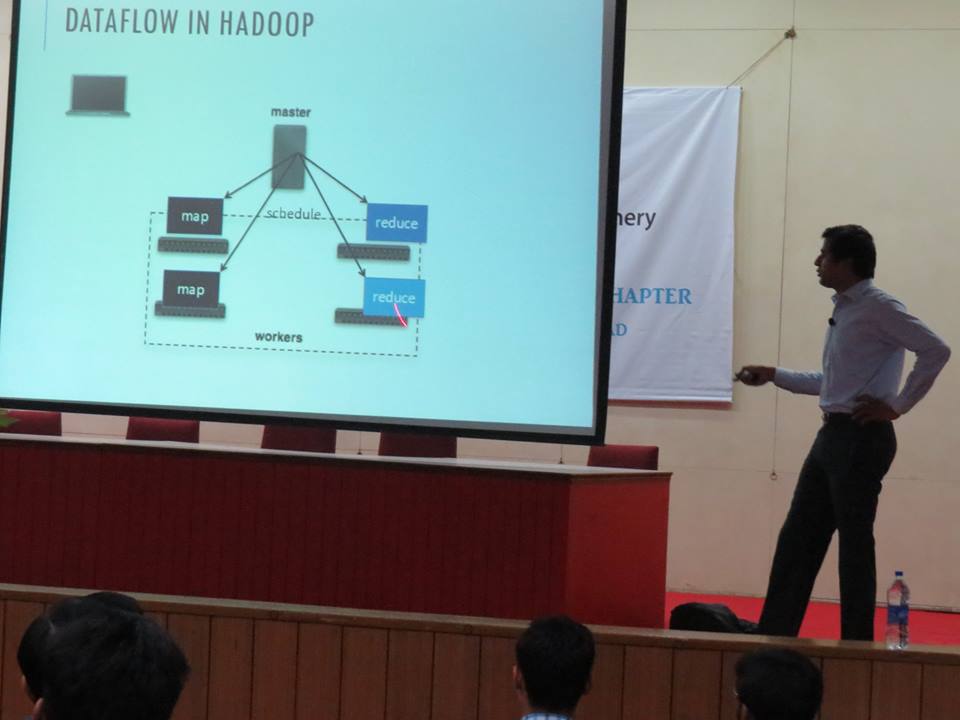 DATAFLOW IN HADOOP
master
map
schedule
reduce
map
reduce
workers
nery
HAPTER
AD